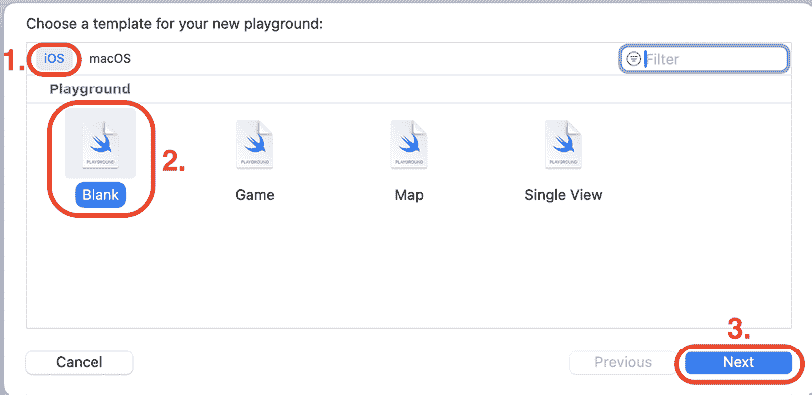 Choose a template for your new playground:
1. iOS macOS Filter
Playground
PLAYGROUND PLAYGROUND PLAYGROUND PLAYGROUND
2.
Blank Game Map Single View
3.
Cancel Previous Next